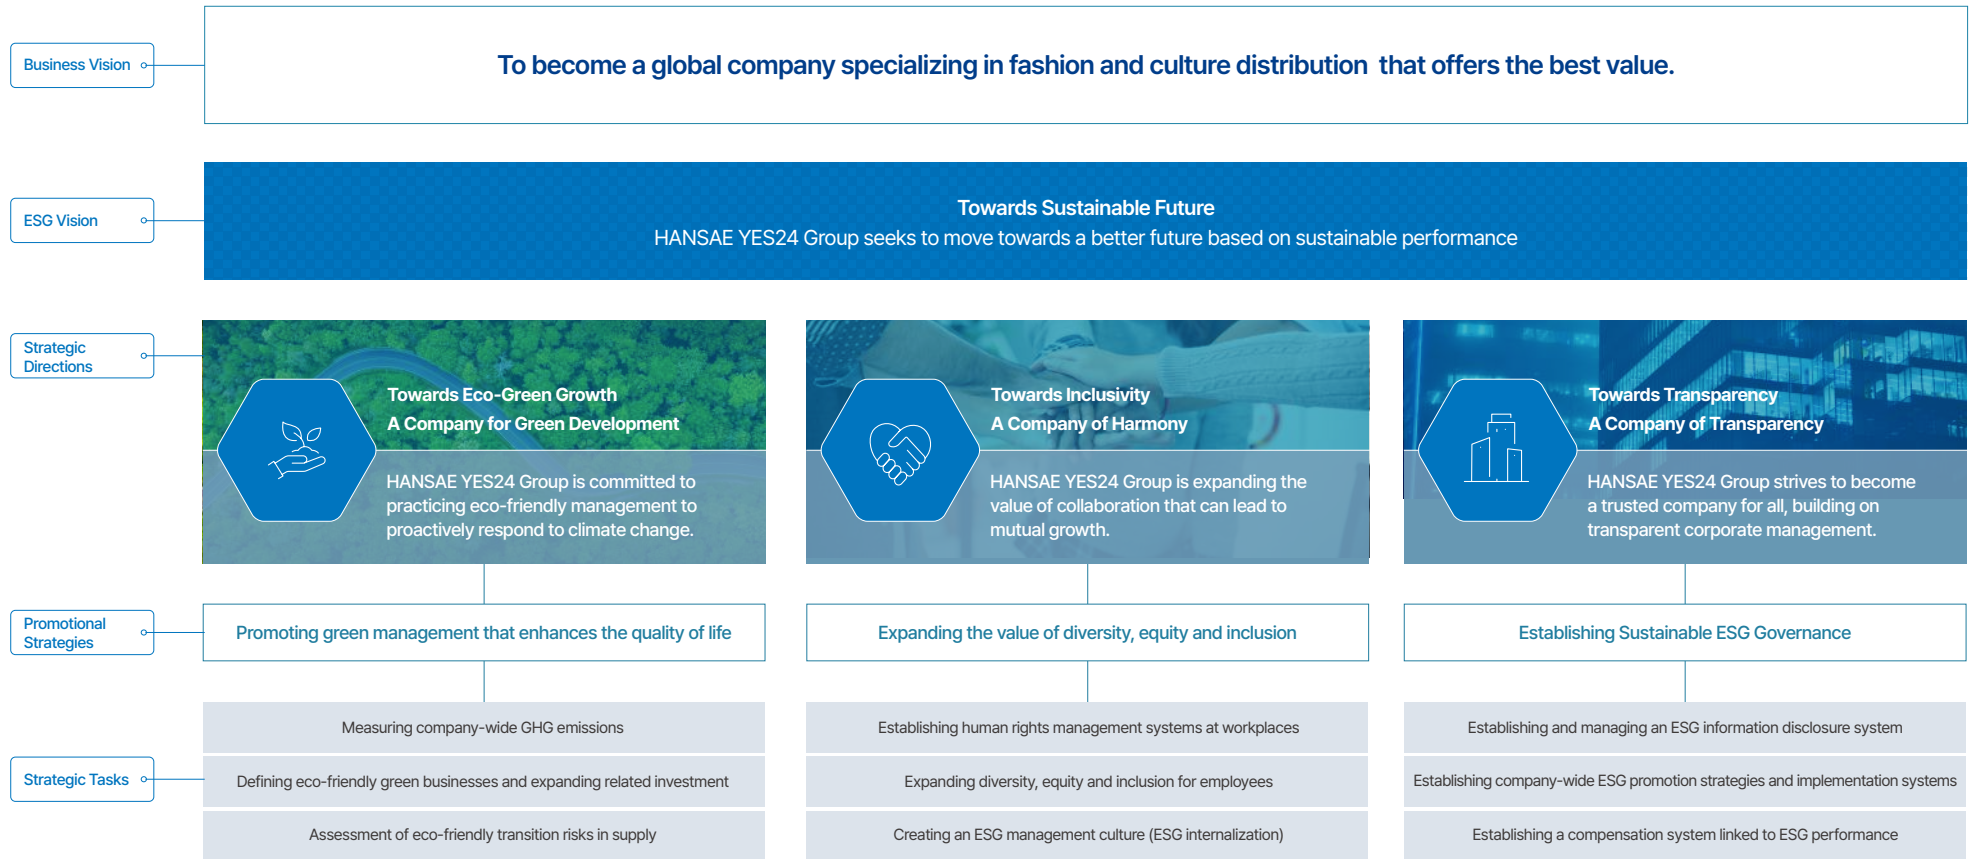 Business Vision
To become a global company specializing in fashion and culture distribution that offers the best value.
ESG Vision
Towards Sustainable Future
HANSAE YES24 Group seeks to move towards a better future based on sustainable performance
Strategic
Directions
Towards Eco-Green Growth
A Company for Green Development
HANSAE YES24 Group is committed to
practicing eco-friendly management to
proactively respond to climate change.
Towards Inclusivity
A Company of Harmony
HANSAE YES24 Group is expanding the
value of collaboration that can lead to
mutual growth.
Towards Transparency
A Company of Transparency
HANSAE YES24 Group strives to become
a trusted company for all, building on
transparent corporate management.
Promotional
Strategies
Promoting green management that enhances the quality of life
Expanding the value of diversity, equity and inclusion
Establishing Sustainable ESG Governance
Strategic Tasks
Measuring company-wide GHG emissions
Defining eco-friendly green businesses and expanding related investment
Assessment of eco-friendly transition risks in supply
Establishing human rights management systems at workplaces
Expanding diversity, equity and inclusion for employees
Creating an ESG management culture (ESG internalization)
Establishing and managing an ESG information disclosure system
Establishing company-wide ESG promotion strategies and implementation systems
Establishing a compensation system linked to ESG performance